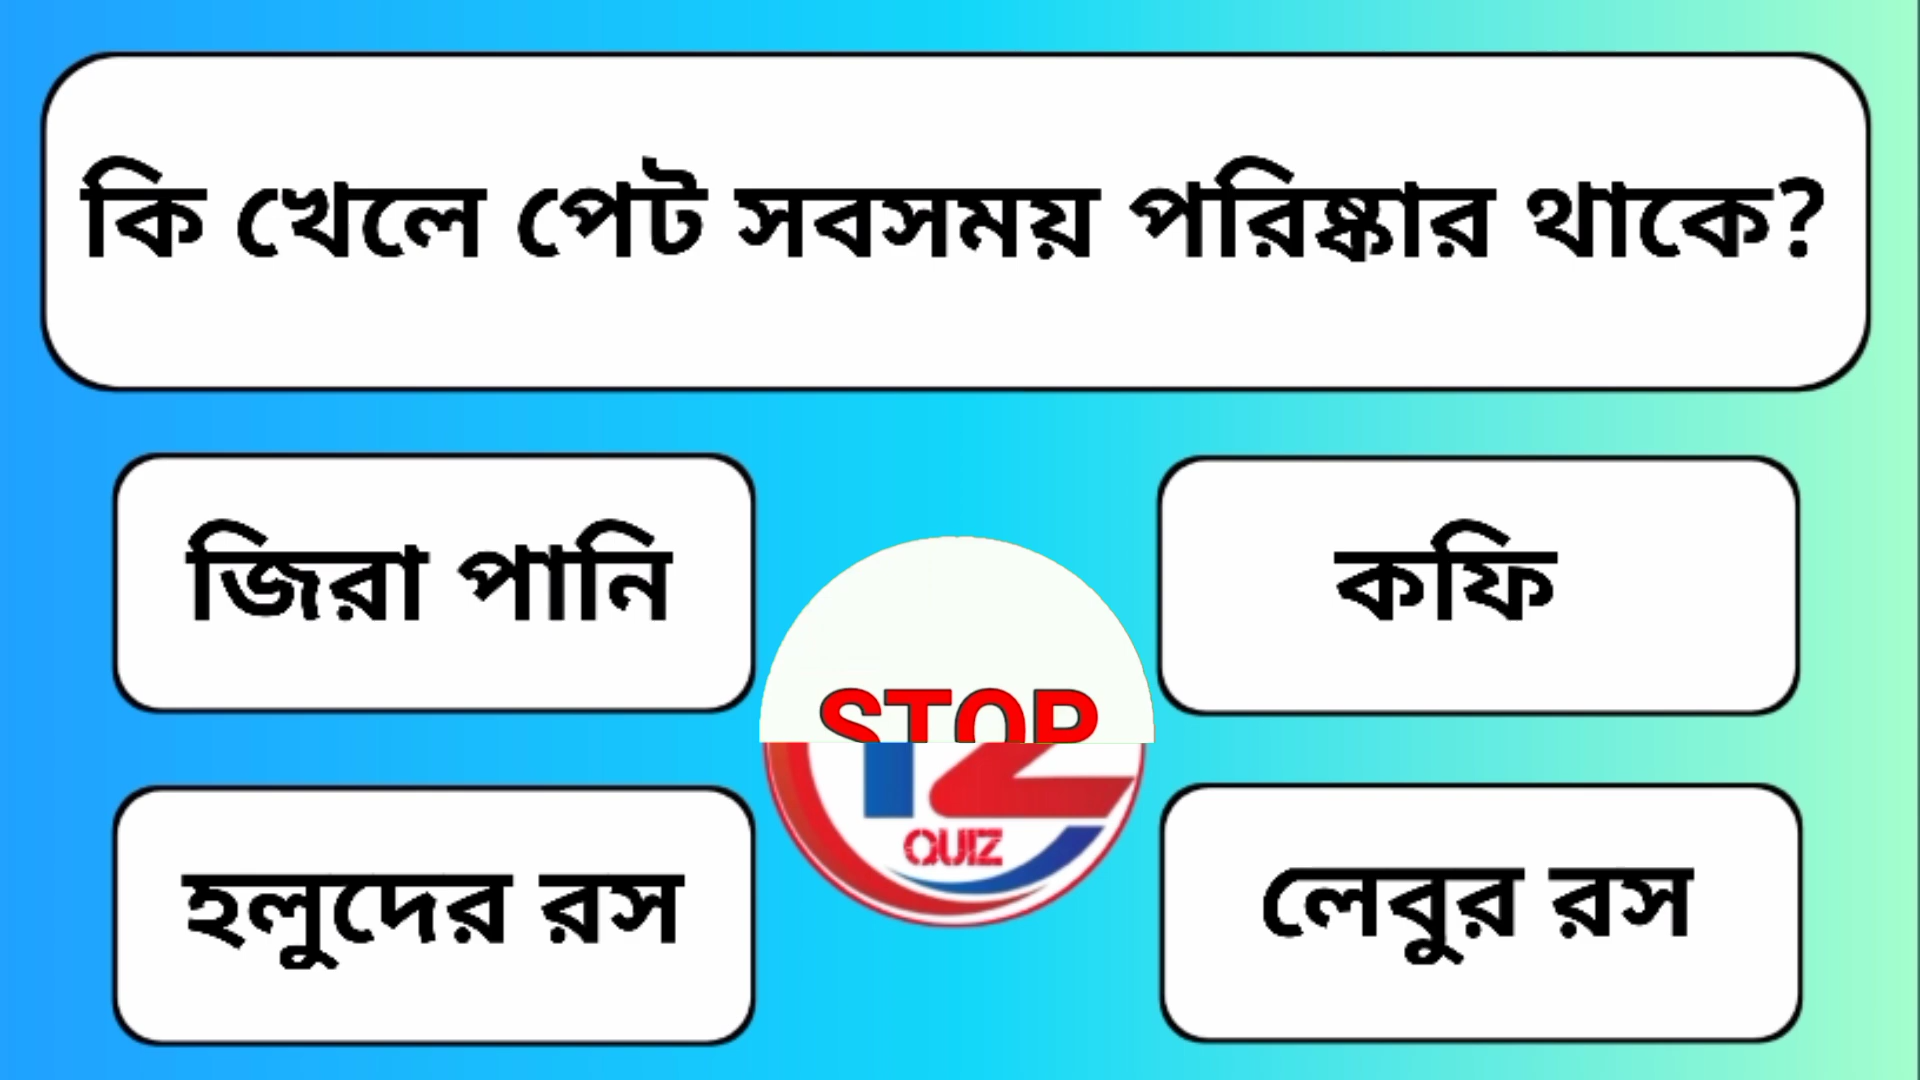 কি খেলে পেট সবসময় পরিষ্কার থাকে?
জিরা পানি
কফি
STOP
QUIZ
হলুদের রস
লেবুর রস